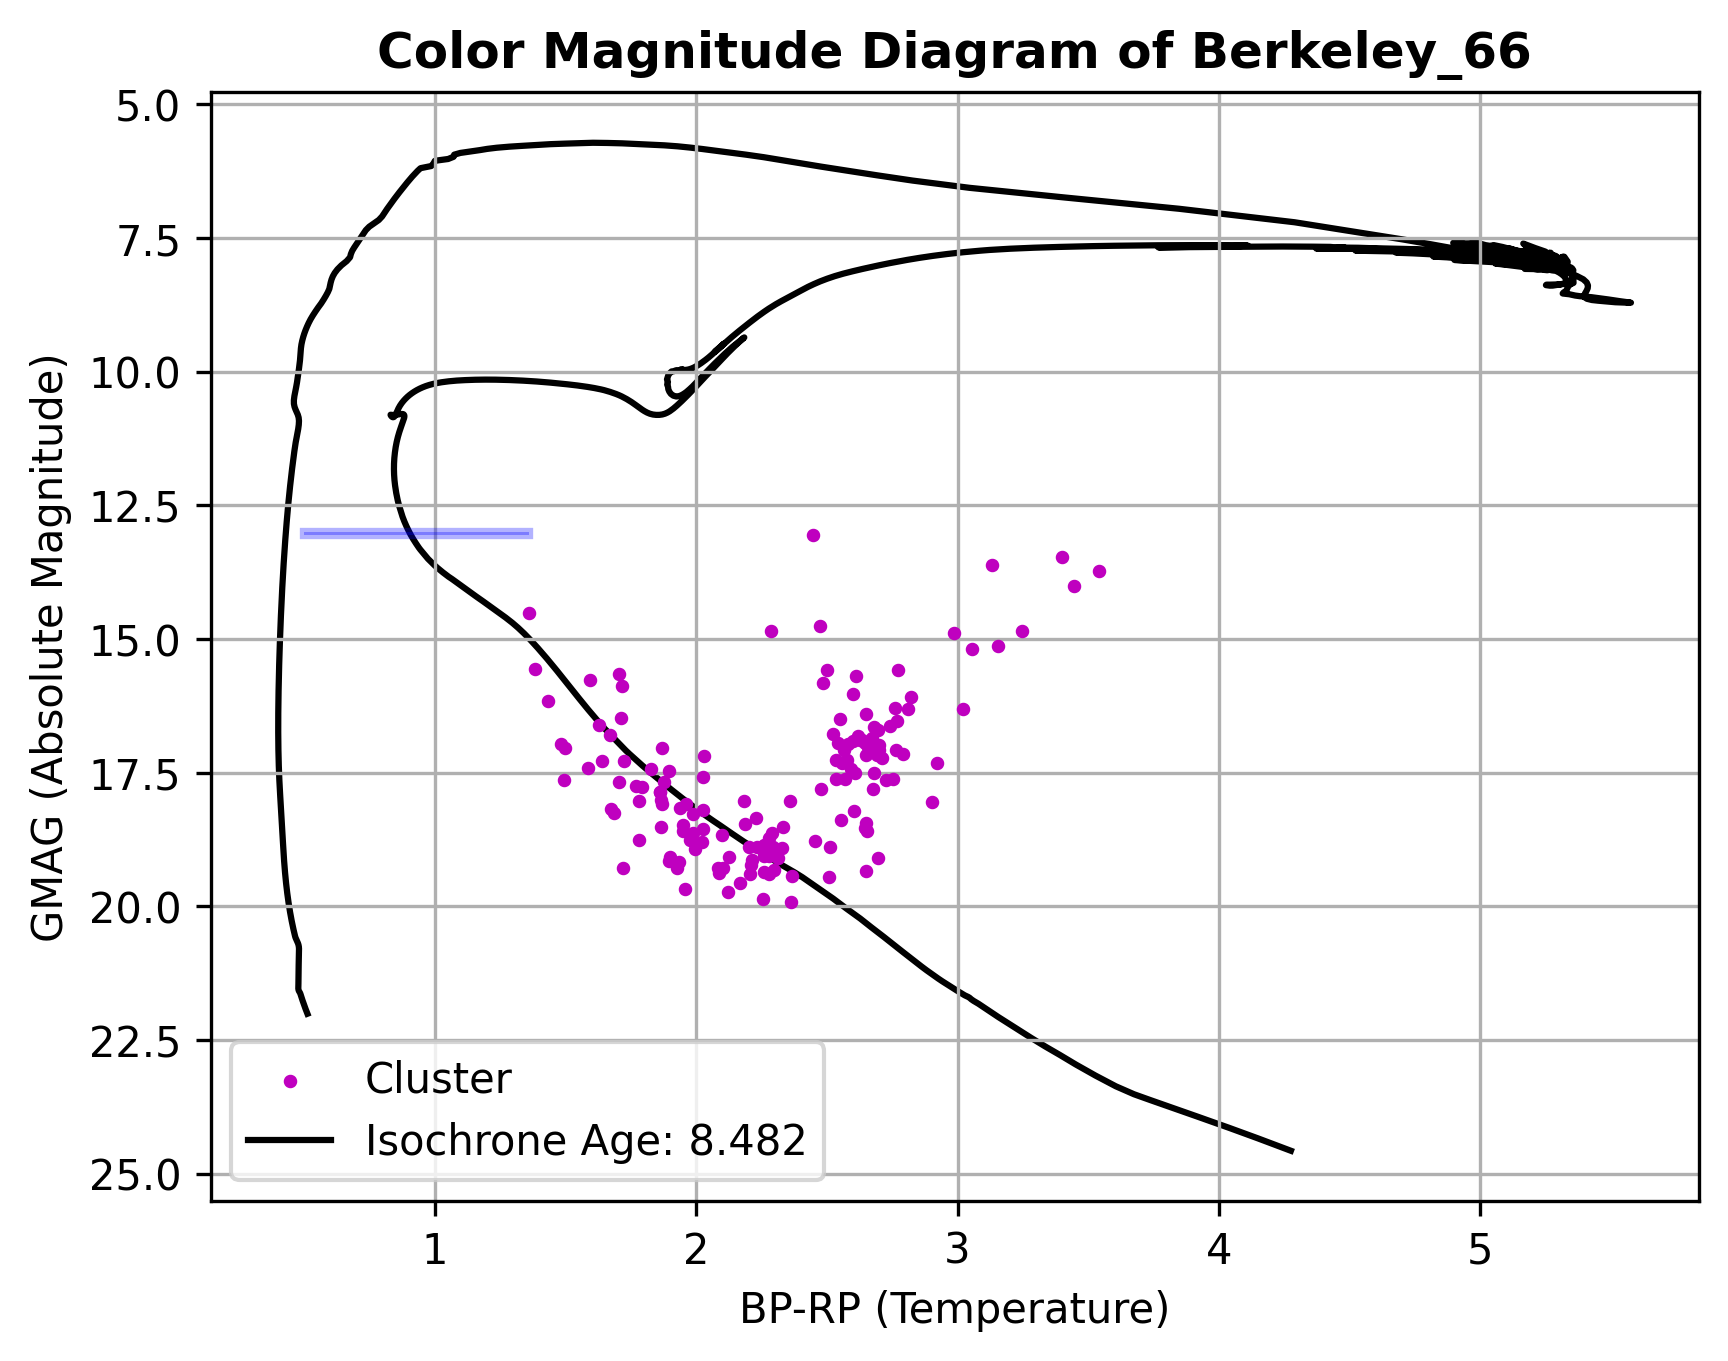 Color Magnitude Diagram of Berkeley_66
GMAG (Absolute Magnitude)
5.0
7.5
10.0
12.5
15.0
17.5
20.0
22.5
25.0
Cluster
Isochrone Age: 8.482
1 2 3 4 5
BP-RP (Temperature)